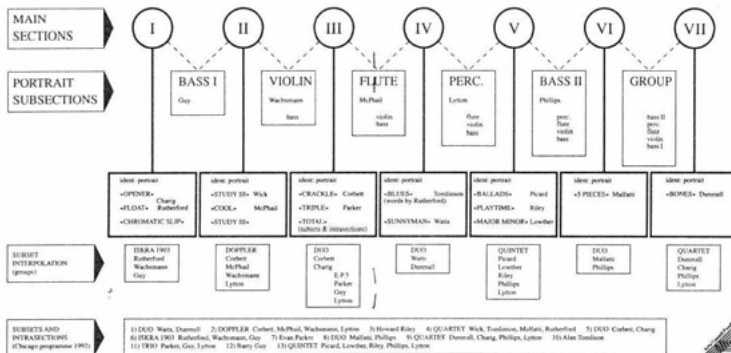 MAIN
SECTIONS
I II III IV V VI VII
PORTRAIT
SUBSECTIONS
BASS I
Guy
VIOLIN
Wachsmann
bass
FLUTE
McPhail
violin
bass
PERC.
Lytton
flute
violin
bass
BASS II
Phillips
perc.
flute
violin
bass
GROUP
bass II
perc.
flute
violin
bass I
ident: portrait
«OPENER»
Charig
«FLOAT» Rutherford
«CHROMATIC SLIP»
ident: portrait
«STUDY III» Wick
«COOL» McPhail
«STUDY III»
ident: portrait
«CRACKLE» Corbett
«TRIPLE» Parker
«TOTAL»
(subsets & intrasections)
ident: portrait
«BLUES» Tomlinson
(words by Rutherford)
«SUNNYMAN» Watts
ident: portrait
«BALLADS» Picard
«PLAYTIME» Riley
«MAJOR MINOR» Lowther
ident: portrait
«5 PIECES» Malfatti
ident: portrait
«BONES» Dunmall
SUBSET
INTERPOLATION
(groups)
ISKRA 1903
Rutherford
Wachsmann
Guy
DOPPLER
Corbett
McPhail
Wachsmann
Lytton
DUO
Corbett
Charig
E.P.3
Parker
Guy
Lytton
DUO
Watts
Dunmall
QUINTET
Picard
Lowther
Riley
Phillips
Lytton
DUO
Malfatti
Phillips
QUARTET
Dunmall
Charig
Phillips
Lytton
SUBSETS AND
INTRASECTIONS
(Chicago programme 1992)
1) DUO Watts, Dunmall 2) DOPPLER Corbett, McPhail, Wachsmann, Lytton 3) Howard Riley 4) QUARTET Wick, Tomlinson, Malfatti, Rutherford 5) DUO Corbett, Charig
6) ISKRA 1903 Rutherford, Wachsmann, Guy 7) Evan Parker 8) DUO Malfatti, Phillips 9) QUARTET Dunmall, Charig, Phillips, Lytton 10) Alan Tomlinson
11) TRIO Parker, Guy, Lytton 12) Barry Guy 13) QUINTET Picard, Lowther, Riley, Phillips, Lytton